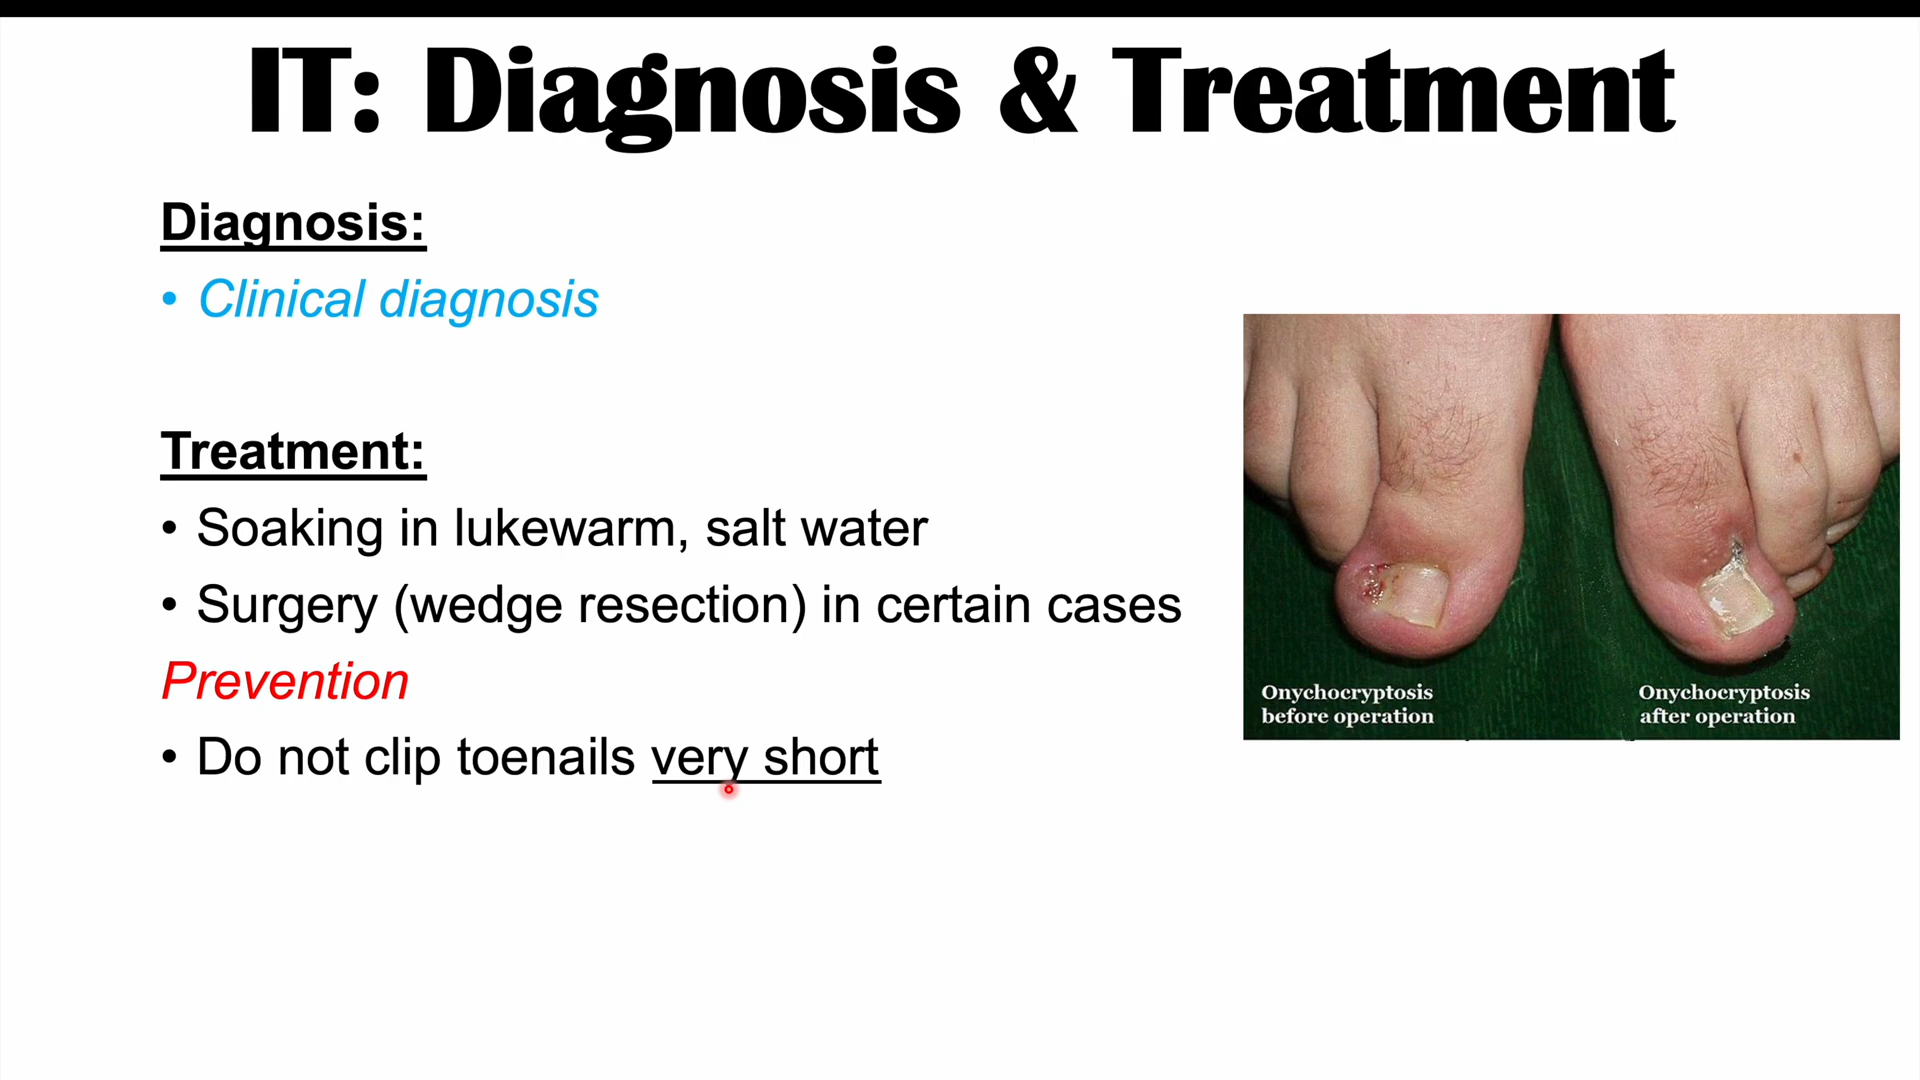 IT: Diagnosis & Treatment
Diagnosis:
• Clinical diagnosis
Treatment:
• Soaking in lukewarm, salt water
• Surgery (wedge resection) in certain cases
Prevention
• Do not clip toenails very short
Onychocryptosis
before operation
Onychocryptosis
after operation